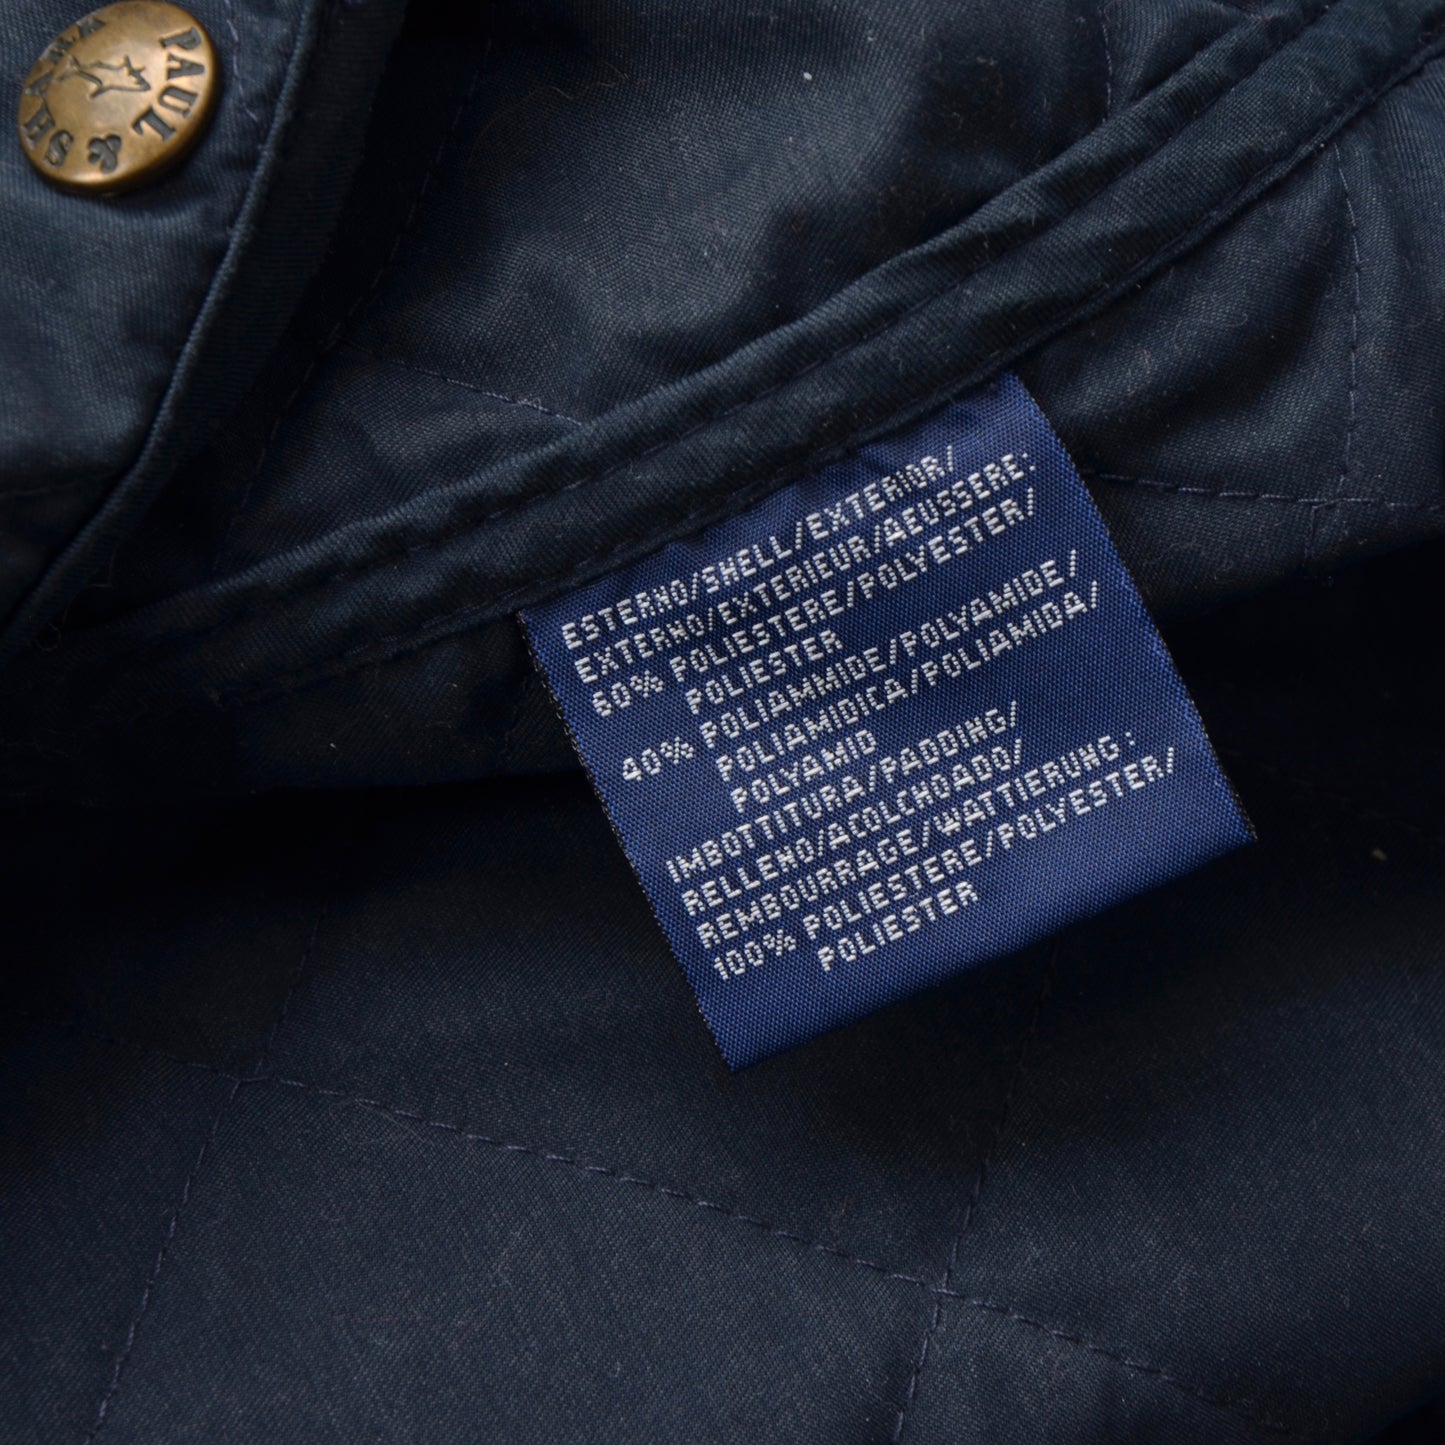 PAUL & SHARK
ESTERNO/SHELL/EXTERIOR/
EXTERNO/EXTERIEUR/AEUSSERE:
60% POLIESTERE/POLYESTER/
POLIESTER
40% POLIAMMIDE/POLYAMIDE/
POLIAMIDICA/POLIAMIDA/
POLYAMID
IMBOTTITURA/PADDING/
RELLENO/ACOLCHOADO/
REMBOURRAGE/WATTIERUNG:
100% POLIESTERE/POLYESTER/
POLIESTER